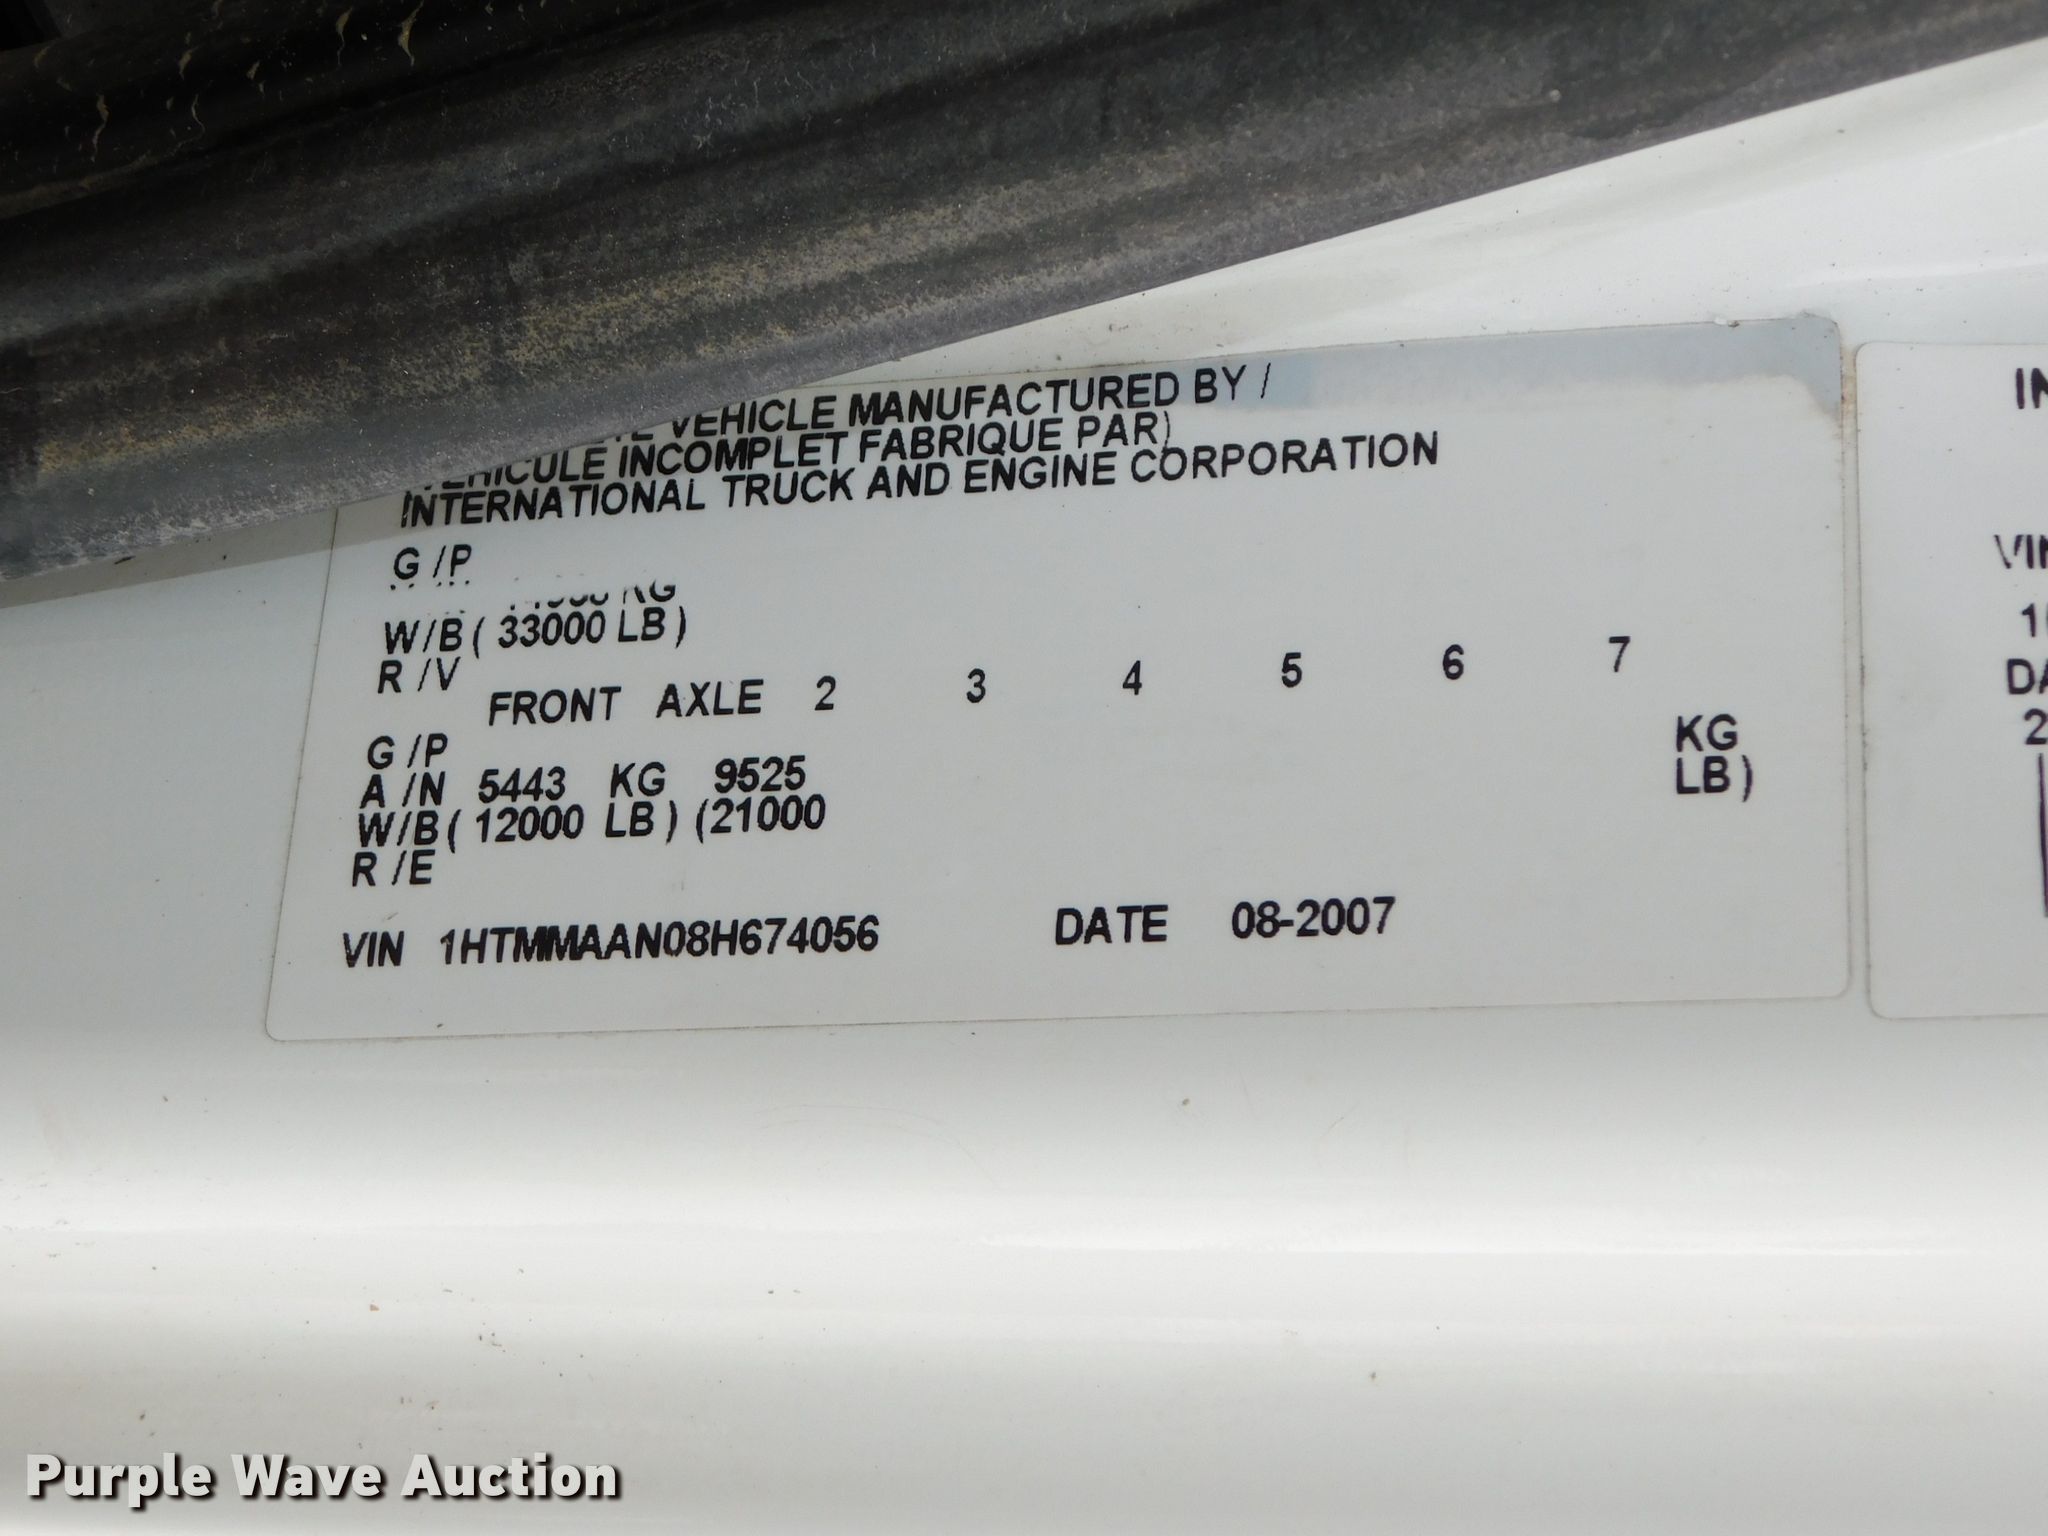 VEHICLE MANUFACTURED BY /
VEHICULE INCOMPLET FABRIQUE PAR)
INTERNATIONAL TRUCK AND ENGINE CORPORATION
G /P
KG
W/B ( 33000 LB )
R /V
FRONT AXLE 2 3 4 5 6 7
G /P
A /N 5443 KG 9525 KG
W/B ( 12000 LB ) (21000 LB )
R /E
VIN 1HTMMAAN08H674056 DATE 08-2007
Purple Wave Auction